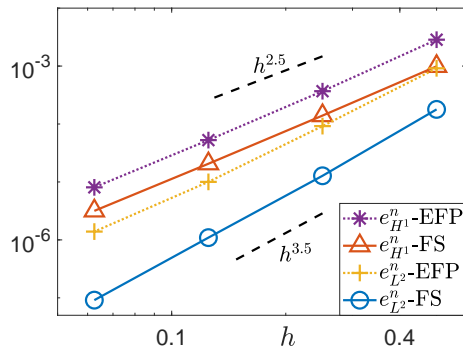 10^{-3}
h^{2.5}
10^{-6}
h^{3.5}
e^n_{H^1}-EFP
e^n_{H^1}-FS
e^n_{L^2}-EFP
e^n_{L^2}-FS
0.1 h 0.4